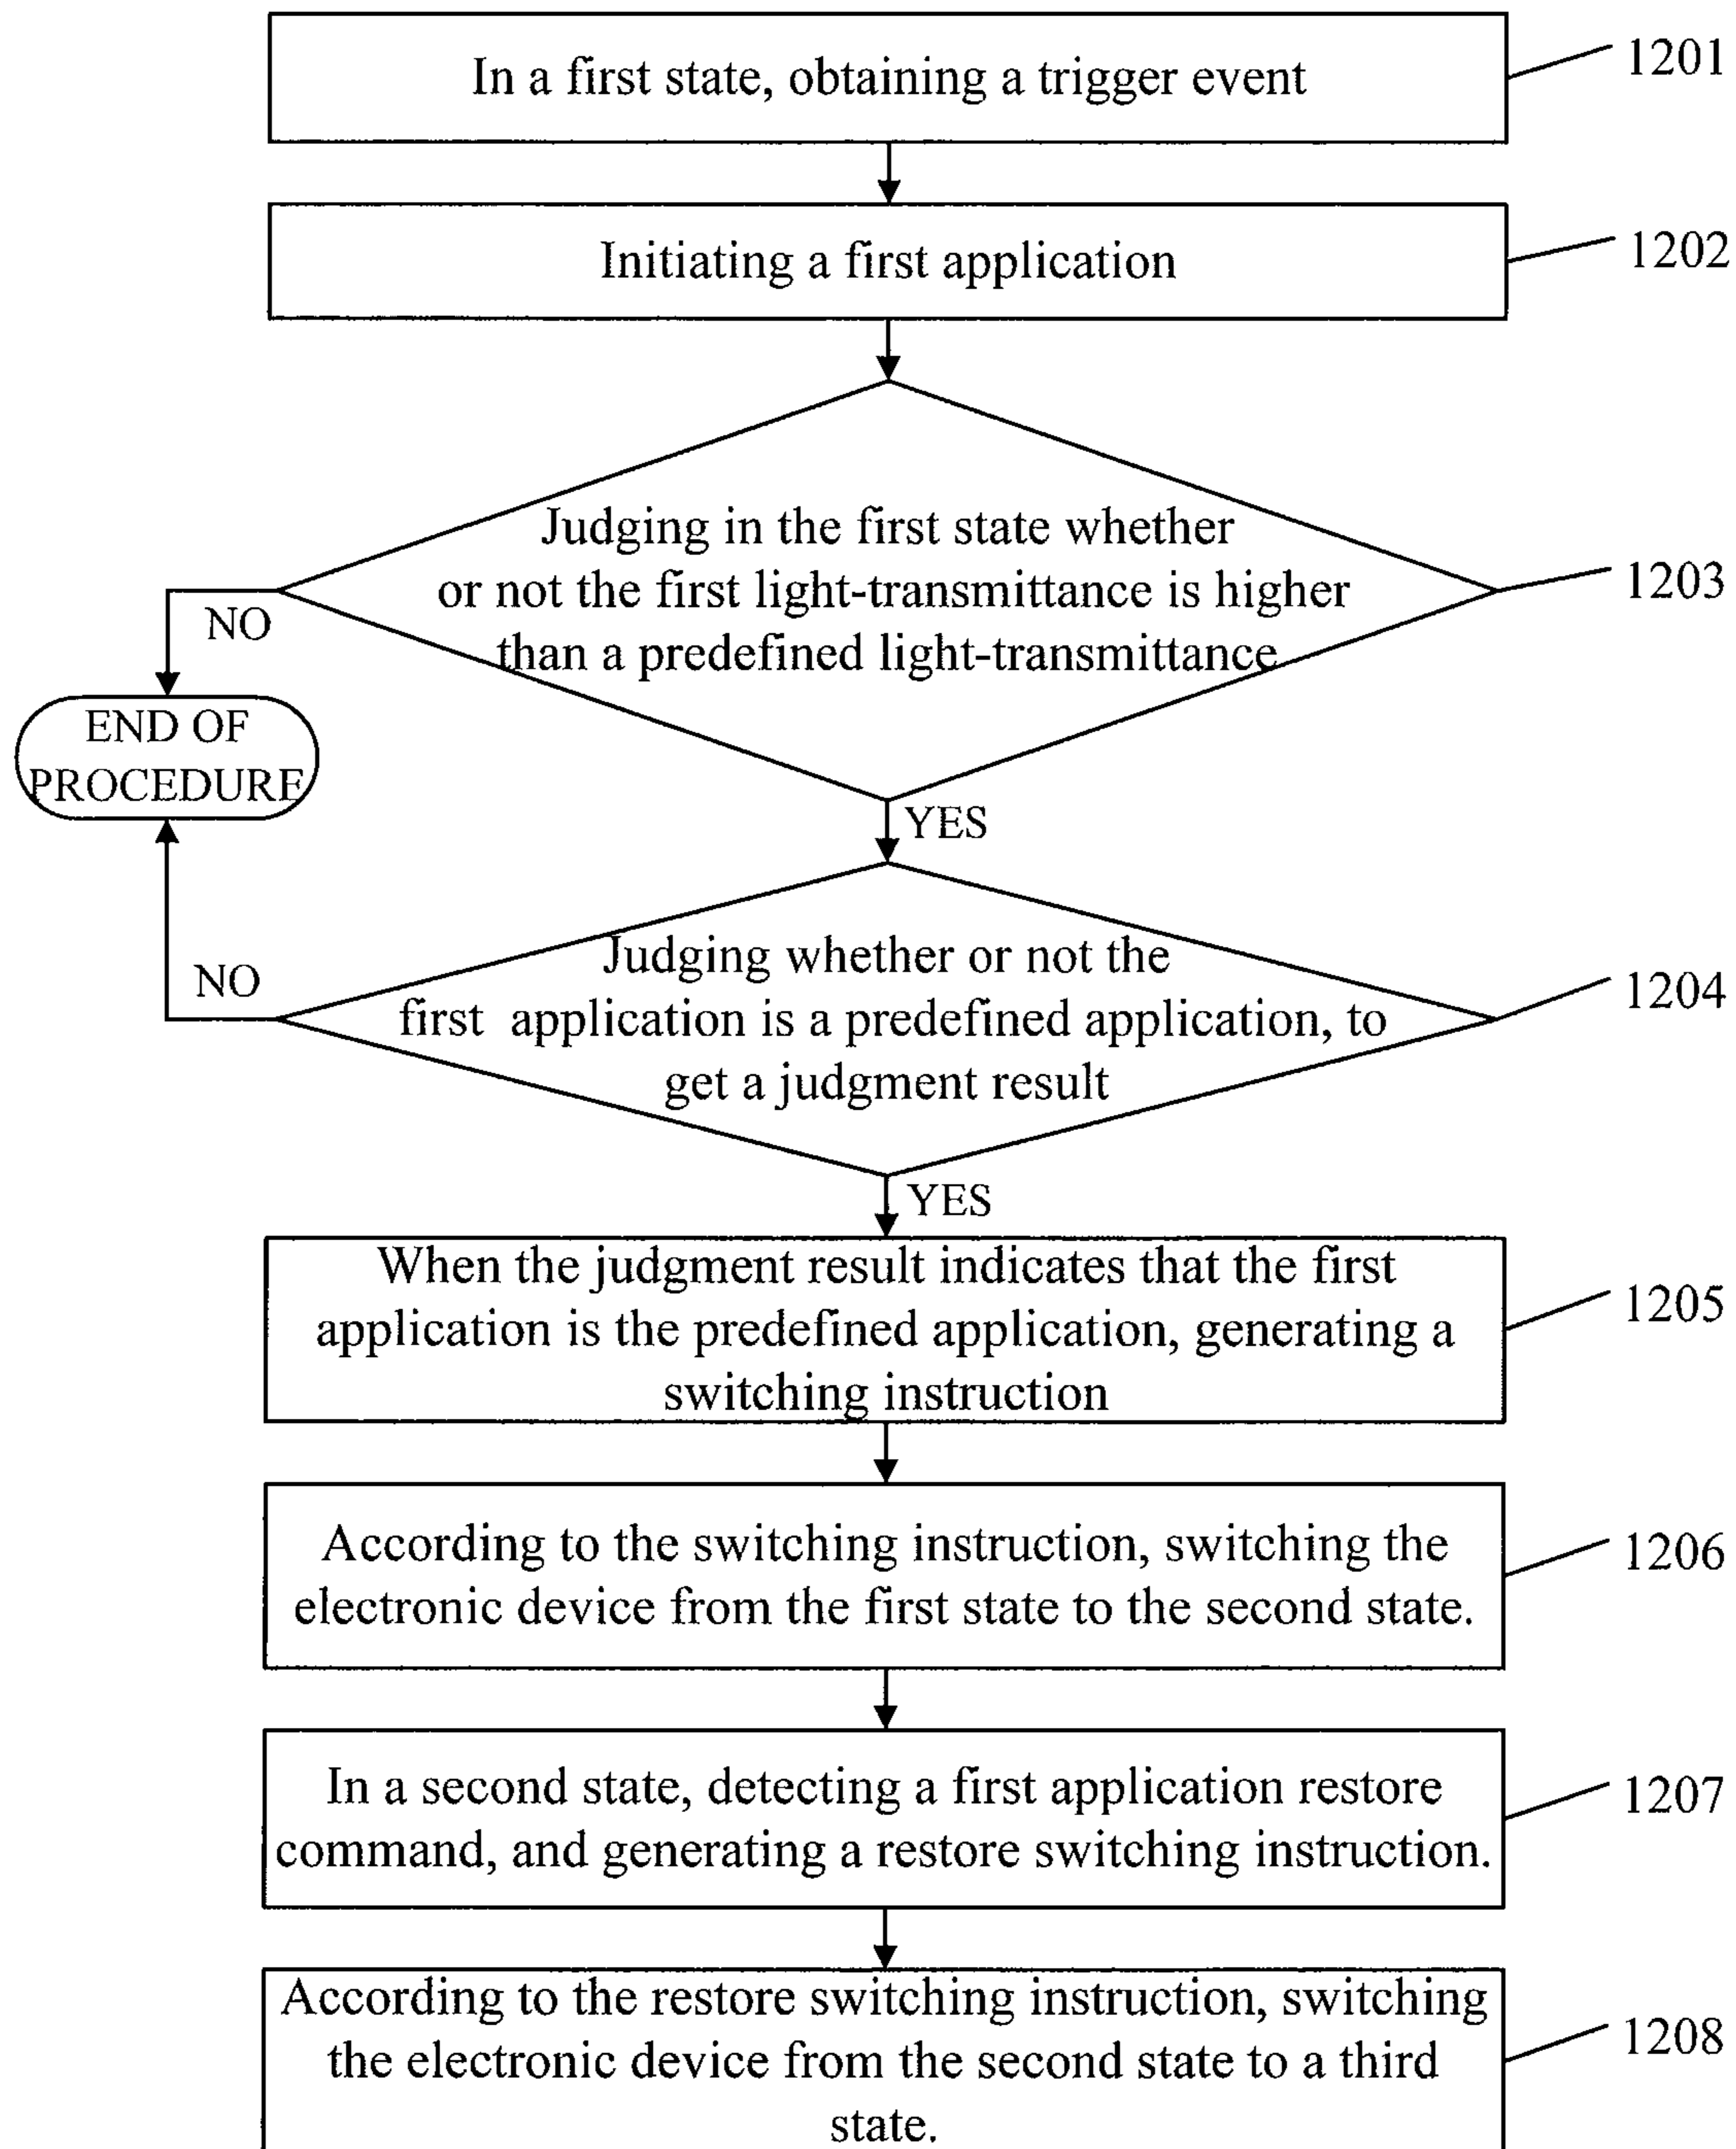 In a first state, obtaining a trigger event
1201
Initiating a first application
1202
Judging in the first state whether
or not the first light-transmittance is higher
than a predefined light-transmittance
1203
NO
END OF
PROCEDURE
YES
Judging whether or not the
first application is a predefined application, to
get a judgment result
1204
NO
YES
When the judgment result indicates that the first
application is the predefined application, generating a
switching instruction
1205
According to the switching instruction, switching the
electronic device from the first state to the second state.
1206
In a second state, detecting a first application restore
command, and generating a restore switching instruction.
1207
According to the restore switching instruction, switching
the electronic device from the second state to a third
state.
1208